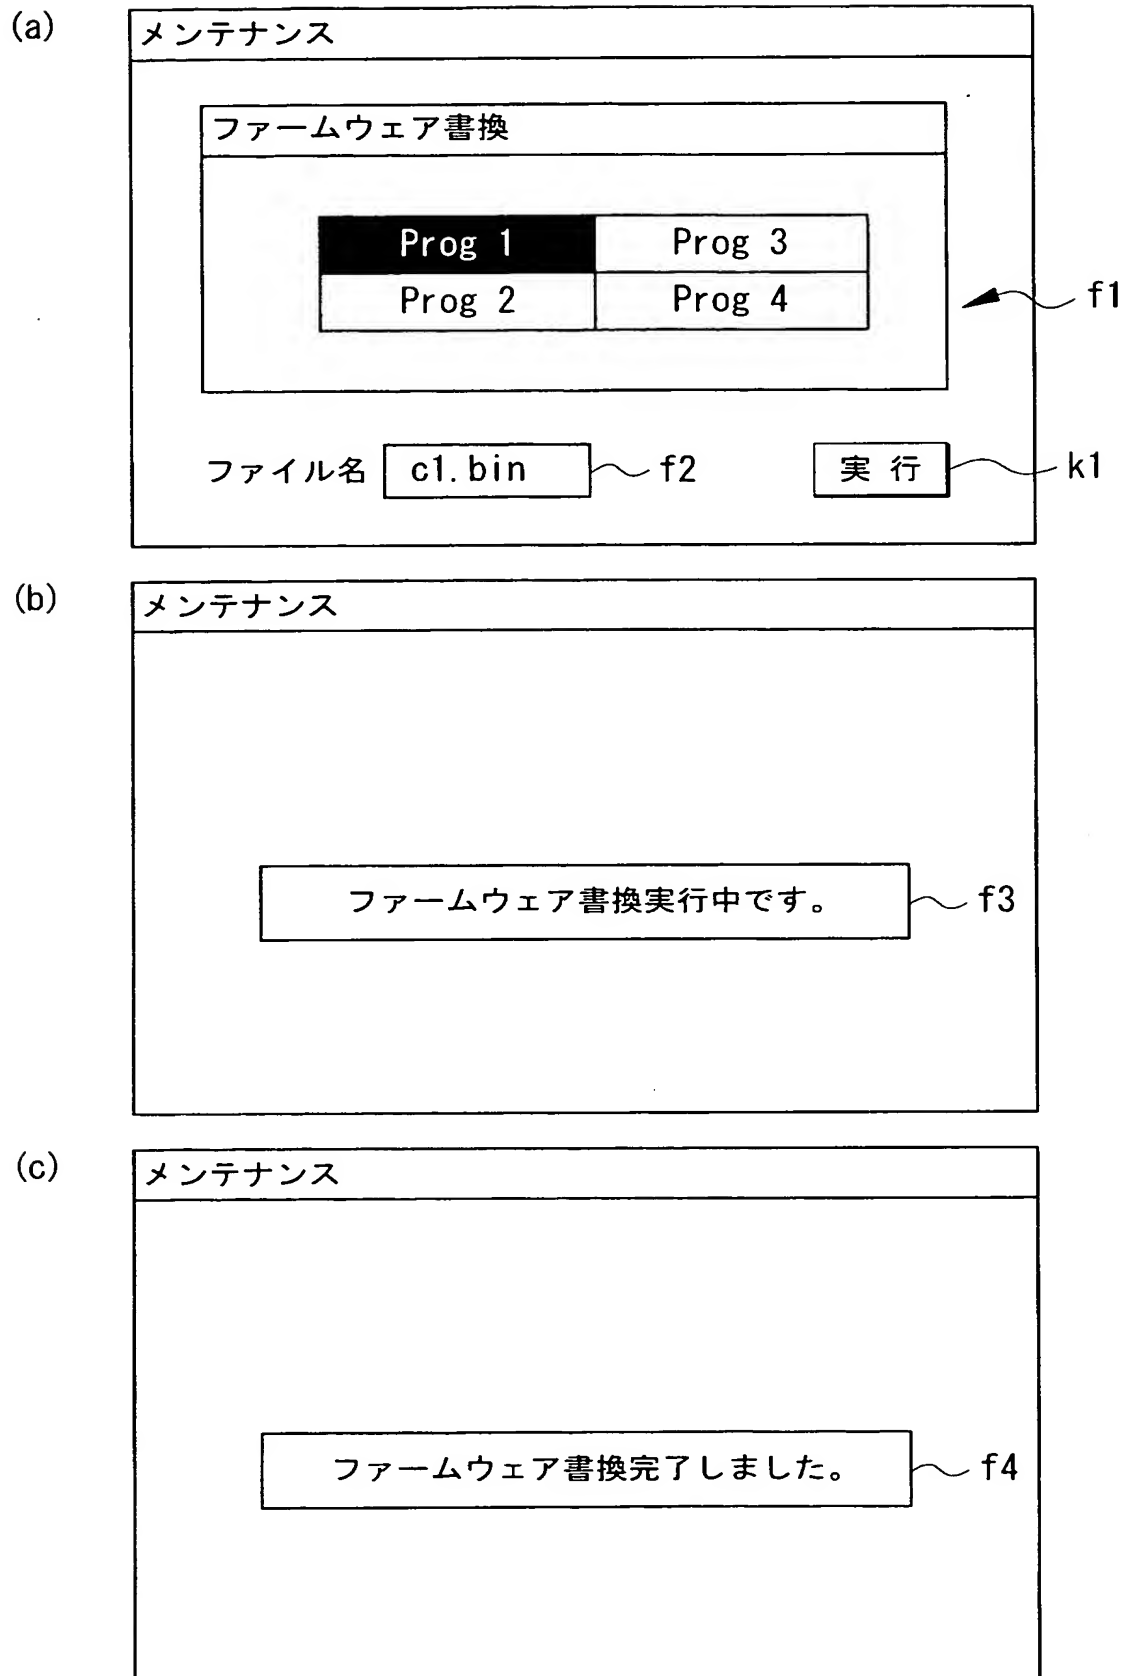 (a)
メンテナンス
ファームウェア書換
Prog 1 Prog 3
Prog 2 Prog 4
f1
ファイル名 c1.bin f2 実 行 k1
(b)
メンテナンス
ファームウェア書換実行中です。 f3
(c)
メンテナンス
ファームウェア書換完了しました。 f4